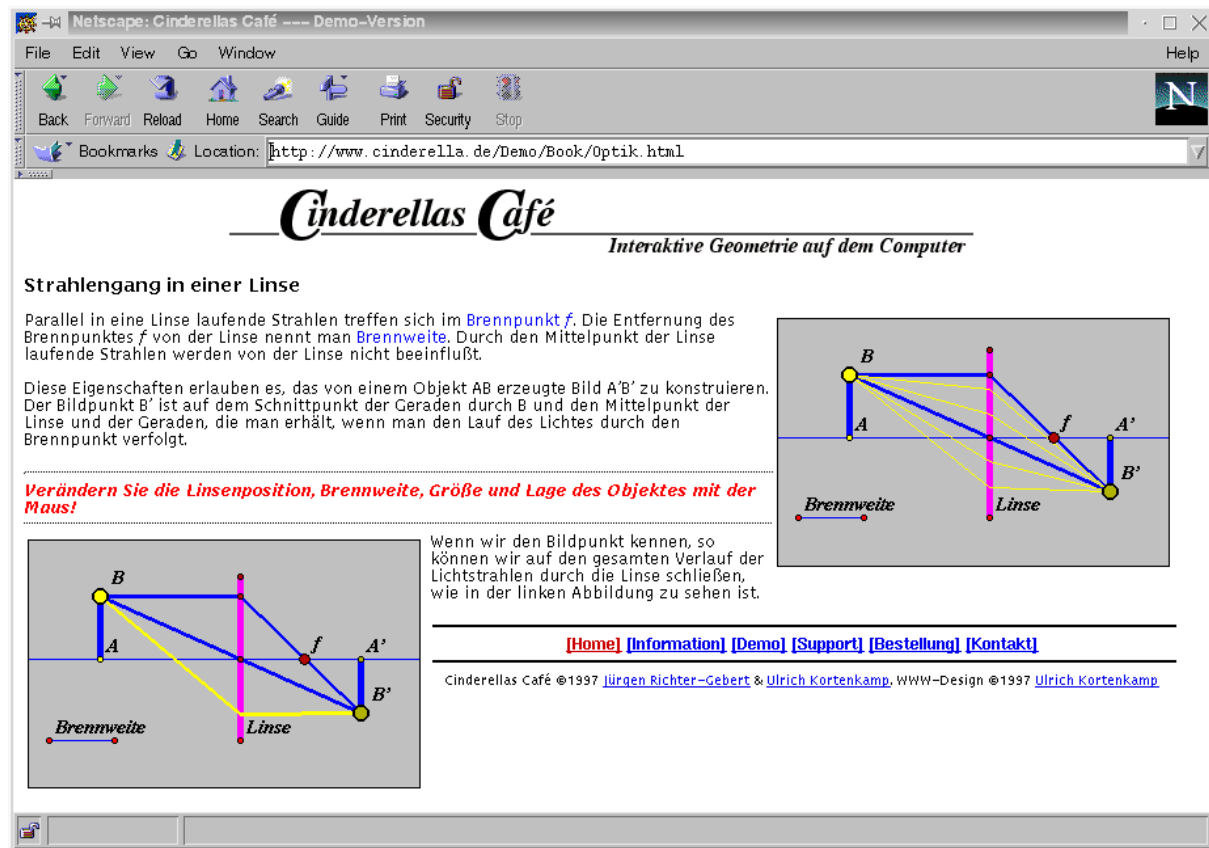 Netscape: Cinderellas Café --- Demo-Version
File Edit View Go Window Help
Back Forward Reload Home Search Guide Print Security Stop
N
Bookmarks Location: http://www.cinderella.de/Demo/Book/Optik.html
Cinderellas Café
Interaktive Geometrie auf dem Computer
Strahlengang in einer Linse
Parallel in eine Linse laufende Strahlen treffen sich im Brennpunkt f. Die Entfernung des
Brennpunktes f von der Linse nennt man Brennweite. Durch den Mittelpunkt der Linse
laufende Strahlen werden von der Linse nicht beeinflußt.
Diese Eigenschaften erlauben es, das von einem Objekt AB erzeugte Bild A'B' zu konstruieren.
Der Bildpunkt B' ist auf dem Schnittpunkt der Geraden durch B und den Mittelpunkt der
Linse und der Geraden, die man erhält, wenn man den Lauf des Lichtes durch den
Brennpunkt verfolgt.
B
A
f
A'
B'
Brennweite
Linse
Verändern Sie die Linsenposition, Brennweite, Größe und Lage des Objektes mit der
Maus!
B
A
f
A'
B'
Brennweite
Linse
Wenn wir den Bildpunkt kennen, so
können wir auf den gesamten Verlauf der
Lichtstrahlen durch die Linse schließen,
wie in der linken Abbildung zu sehen ist.
[Home] [Information] [Demo] [Support] [Bestellung] [Kontakt]
Cinderellas Café ©1997 Jürgen Richter-Gebert & Ulrich Kortenkamp, WWW-Design ©1997 Ulrich Kortenkamp